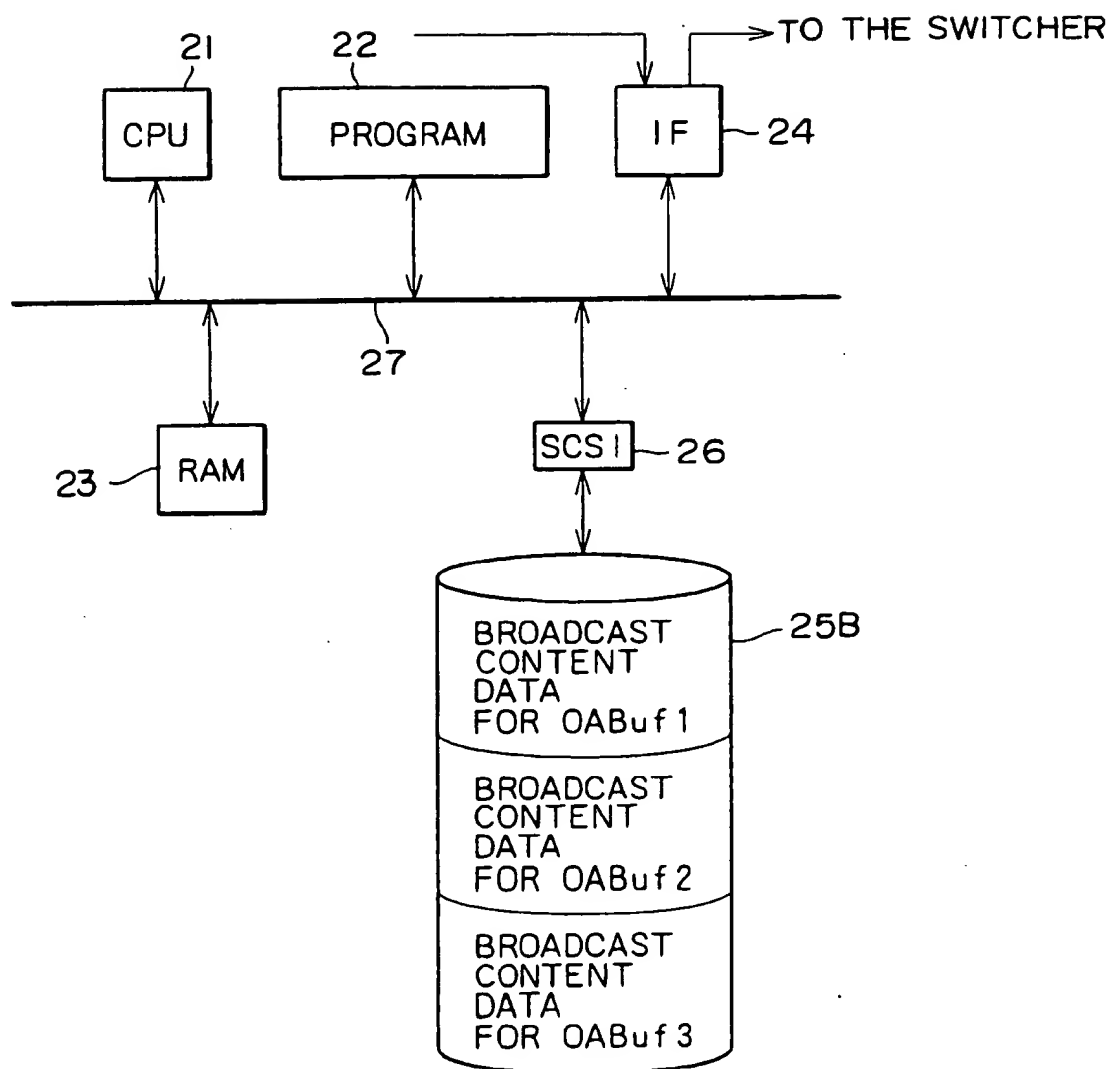 TO THE SWITCHER
21
22
CPU
PROGRAM
IF
24
27
23
RAM
SCSI
26
25B
BROADCAST
CONTENT
DATA
FOR OABuf1
BROADCAST
CONTENT
DATA
FOR OABuf2
BROADCAST
CONTENT
DATA
FOR OABuf3